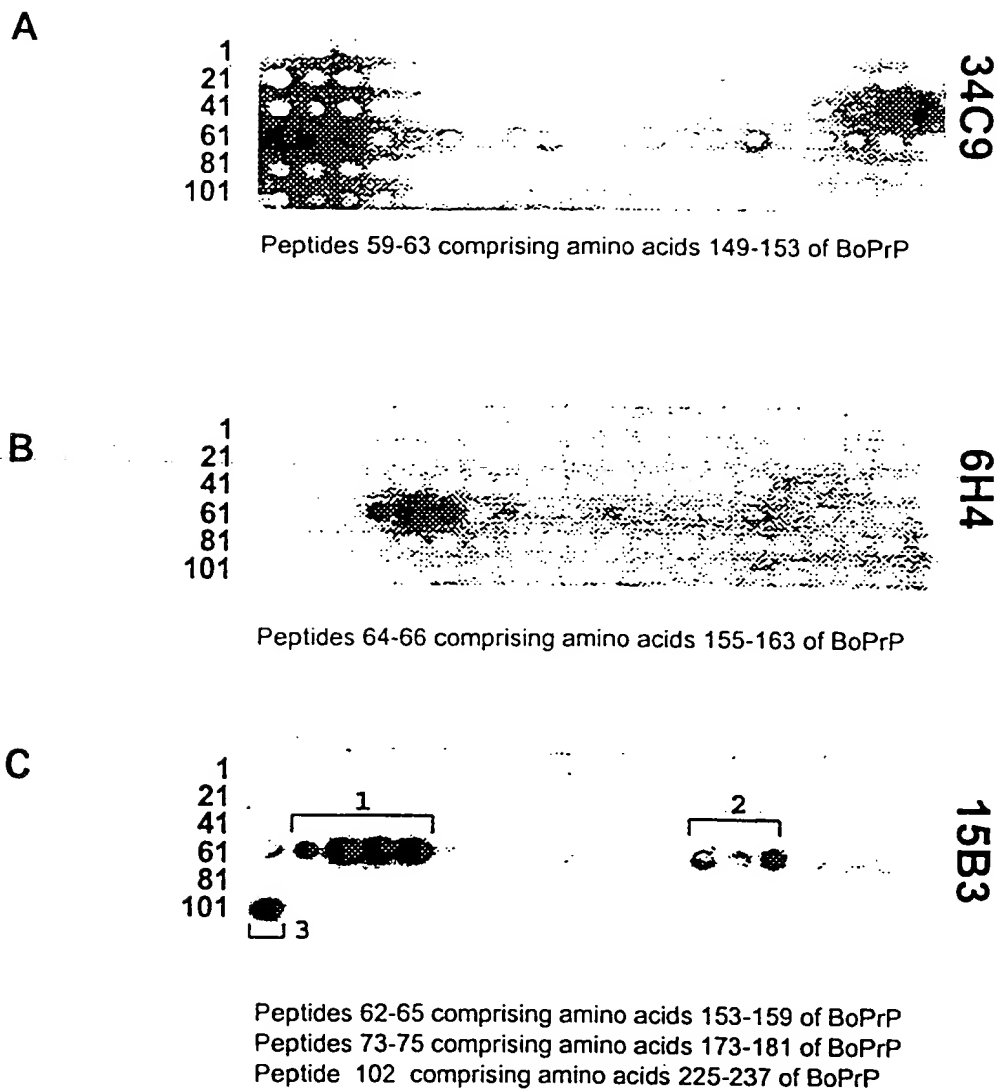 A
1
21
41
61
81
101
34C9
Peptides 59-63 comprising amino acids 149-153 of BoPrP
B
1
21
41
61
81
101
6H4
Peptides 64-66 comprising amino acids 155-163 of BoPrP
C
1
21
41
61
81
101
1
2
3
15B3
Peptides 62-65 comprising amino acids 153-159 of BoPrP
Peptides 73-75 comprising amino acids 173-181 of BoPrP
Peptide 102 comprising amino acids 225-237 of BoPrP